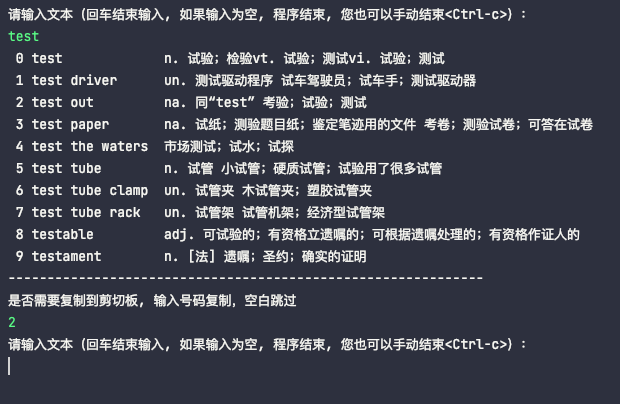 请输入文本（回车结束输入, 如果输入为空, 程序结束, 您也可以手动结束<Ctrl-c>）:
test
0 test n. 试验；检验vt. 试验；测试vi. 试验；测试
1 test driver un. 测试驱动程序 试车驾驶员；试车手；测试驱动器
2 test out na. 同“test” 考验；试验；测试
3 test paper na. 试纸；测验题目纸；鉴定笔迹用的文件 考卷；测验试卷；可答在试卷
4 test the waters 市场测试；试水；试探
5 test tube n. 试管 小试管；硬质试管；试验用了很多试管
6 test tube clamp un. 试管夹 木试管夹；塑胶试管夹
7 test tube rack un. 试管架 试管机架；经济型试管架
8 testable adj. 可试验的；有资格立遗嘱的；可根据遗嘱处理的；有资格作证人的
9 testament n. [法] 遗嘱；圣约；确实的证明
-------------------------------------------------------------
是否需要复制到剪切板, 输入号码复制, 空白跳过
2
请输入文本（回车结束输入, 如果输入为空, 程序结束, 您也可以手动结束<Ctrl-c>）: